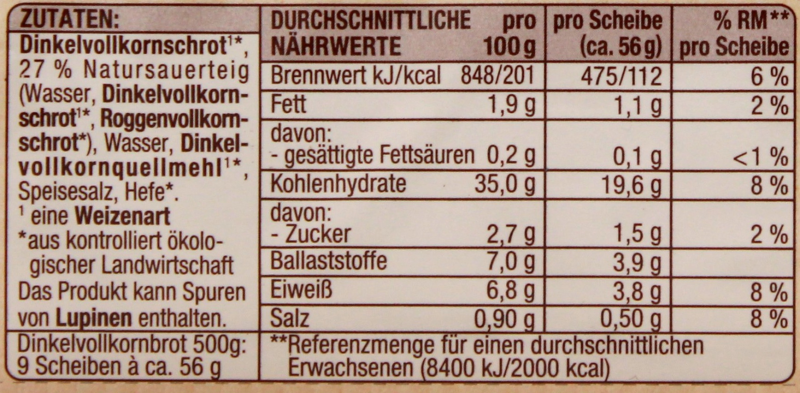 ZUTATEN:
Dinkelvollkornschrot¹*,
27 % Natursauerteig
(Wasser, Dinkelvollkorn-
schrot¹*, Roggenvollkorn-
schrot*), Wasser, Dinkel-
vollkornquellmehl¹*,
Speisesalz, Hefe*.
¹ eine Weizenart
*aus kontrolliert ökolo-
gischer Landwirtschaft
Das Produkt kann Spuren
von Lupinen enthalten.
Dinkelvollkornbrot 500g:
9 Scheiben à ca. 56 g
DURCHSCHNITTLICHE pro pro Scheibe % RM**
NÄHRWERTE 100 g (ca. 56 g) pro Scheibe
Brennwert kJ/kcal 848/201 475/112 6 %
Fett 1,9 g 1,1 g 2 %
davon:
- gesättigte Fettsäuren 0,2 g 0,1 g <1 %
Kohlenhydrate 35,0 g 19,6 g 8 %
davon:
- Zucker 2,7 g 1,5 g 2 %
Ballaststoffe 7,0 g 3,9 g
Eiweiß 6,8 g 3,8 g 8 %
Salz 0,90 g 0,50 g 8 %
**Referenzmenge für einen durchschnittlichen
Erwachsenen (8400 kJ/2000 kcal)